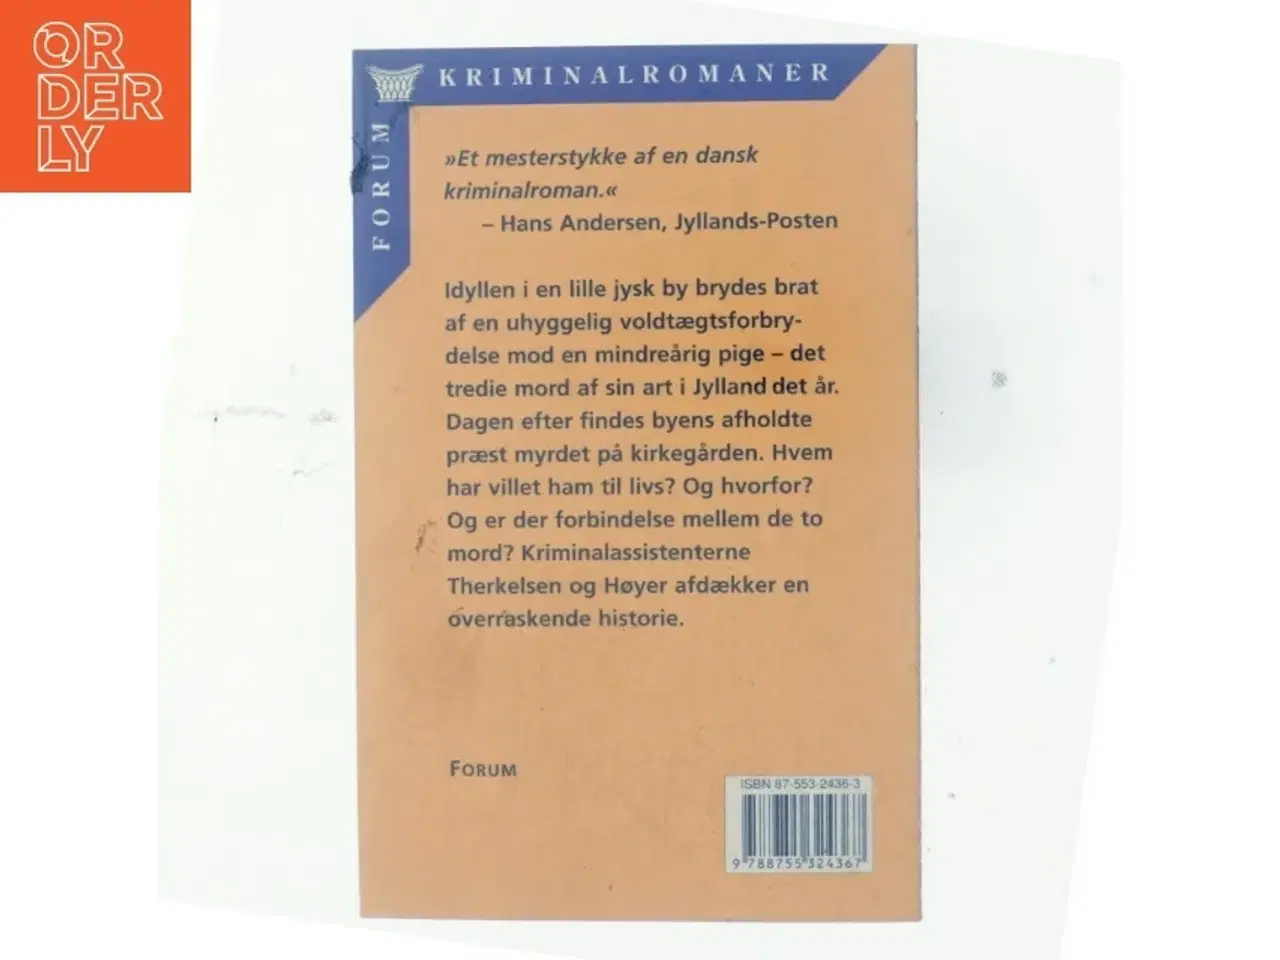 ORDERLY
KRIMINALROMANER
FORUM
»Et mesterstykke af en dansk
kriminalroman.«
– Hans Andersen, Jyllands-Posten
Idyllen i en lille jysk by brydes brat
af en uhyggelig voldtægtsforbry-
delse mod en mindreårig pige – det
tredie mord af sin art i Jylland det år.
Dagen efter findes byens afholdte
præst myrdet på kirkegården. Hvem
har villet ham til livs? Og hvorfor?
Og er der forbindelse mellem de to
mord? Kriminalassistenterne
Therkelsen og Høyer afdækker en
overraskende historie.
FORUM
ISBN 87-553-2436-3
9 788755 324367